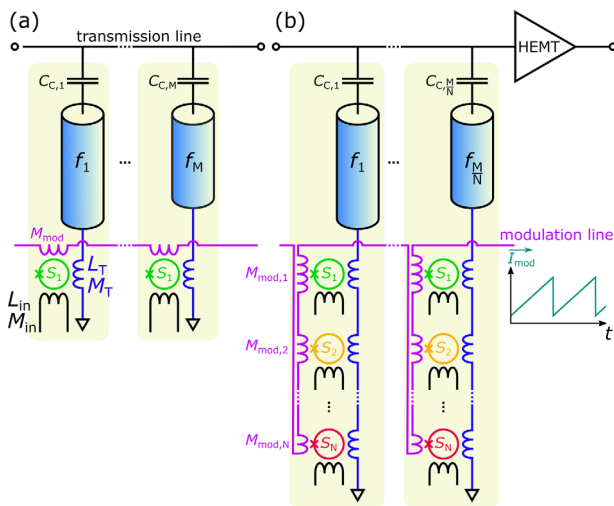 (a)
transmission line
C_C,1
C_C,M
f_1
...
f_M
M_mod
S_1
L_T
M_T
S_1
L_in
M_in
(b)
HEMT
C_C,1
C_C,M/N
f_1
...
f_M/N
modulation line
I_mod
t
M_mod,1
S_1
S_1
M_mod,2
S_2
S_2
...
...
M_mod,N
S_N
S_N